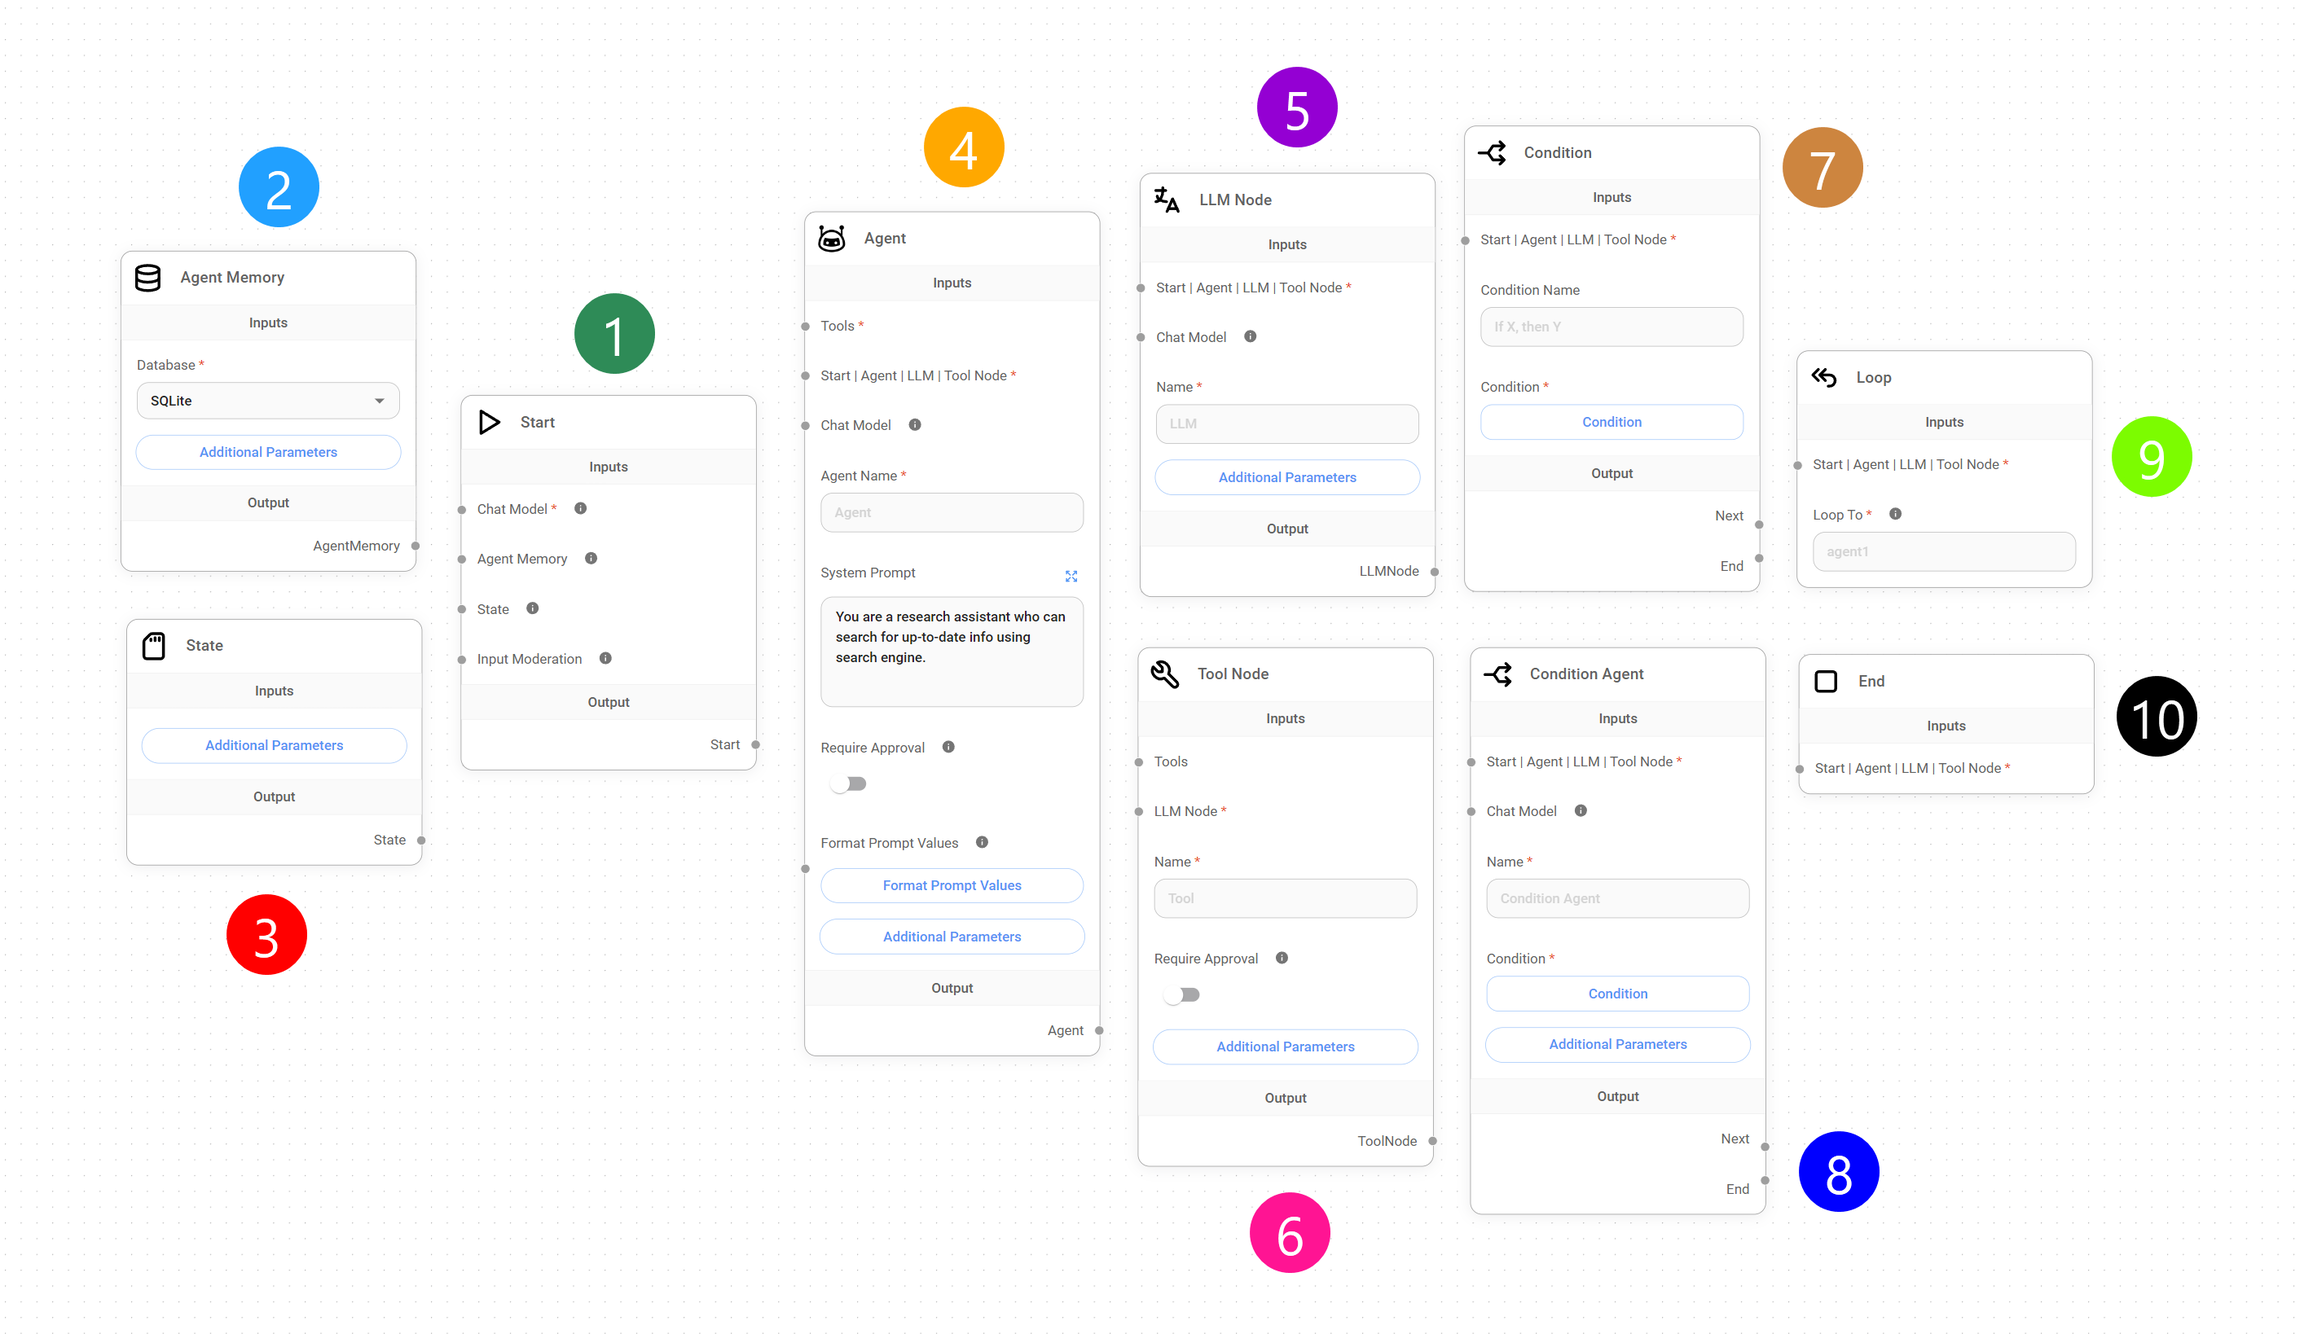 2
Agent Memory
Inputs
Database *
SQLite
Additional Parameters
Output
AgentMemory
State
Inputs
Additional Parameters
Output
State
3
1
Start
Inputs
Chat Model *
Agent Memory
State
Input Moderation
Output
Start
4
Agent
Inputs
Tools *
Start | Agent | LLM | Tool Node *
Chat Model
Agent Name *
Agent
System Prompt
You are a research assistant who can
search for up-to-date info using
search engine.
Require Approval
Format Prompt Values
Format Prompt Values
Additional Parameters
Output
Agent
5
LLM Node
Inputs
Start | Agent | LLM | Tool Node *
Chat Model
Name *
LLM
Additional Parameters
Output
LLMNode
Tool Node
Inputs
Tools
LLM Node *
Name *
Tool
Require Approval
Additional Parameters
Output
ToolNode
6
Condition
Inputs
Start | Agent | LLM | Tool Node *
Condition Name
If X, then Y
Condition *
Condition
Output
Next
End
7
Condition Agent
Inputs
Start | Agent | LLM | Tool Node *
Chat Model
Name *
Condition Agent
Condition *
Condition
Additional Parameters
Output
Next
End
8
Loop
Inputs
Start | Agent | LLM | Tool Node *
Loop To *
agent1
9
End
Inputs
Start | Agent | LLM | Tool Node *
10